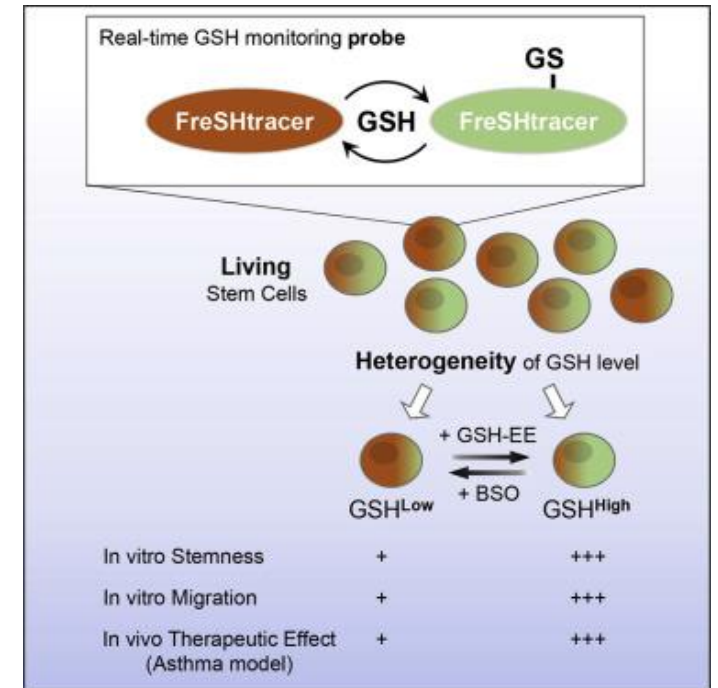 Real-time GSH monitoring probe
GS
FreSHtracer GSH FreSHtracer
Living
Stem Cells
Heterogeneity of GSH level
+ GSH-EE
+ BSO
GSHLow GSHHigh
In vitro Stemness + +++
In vitro Migration + +++
In vivo Therapeutic Effect + +++
(Asthma model)